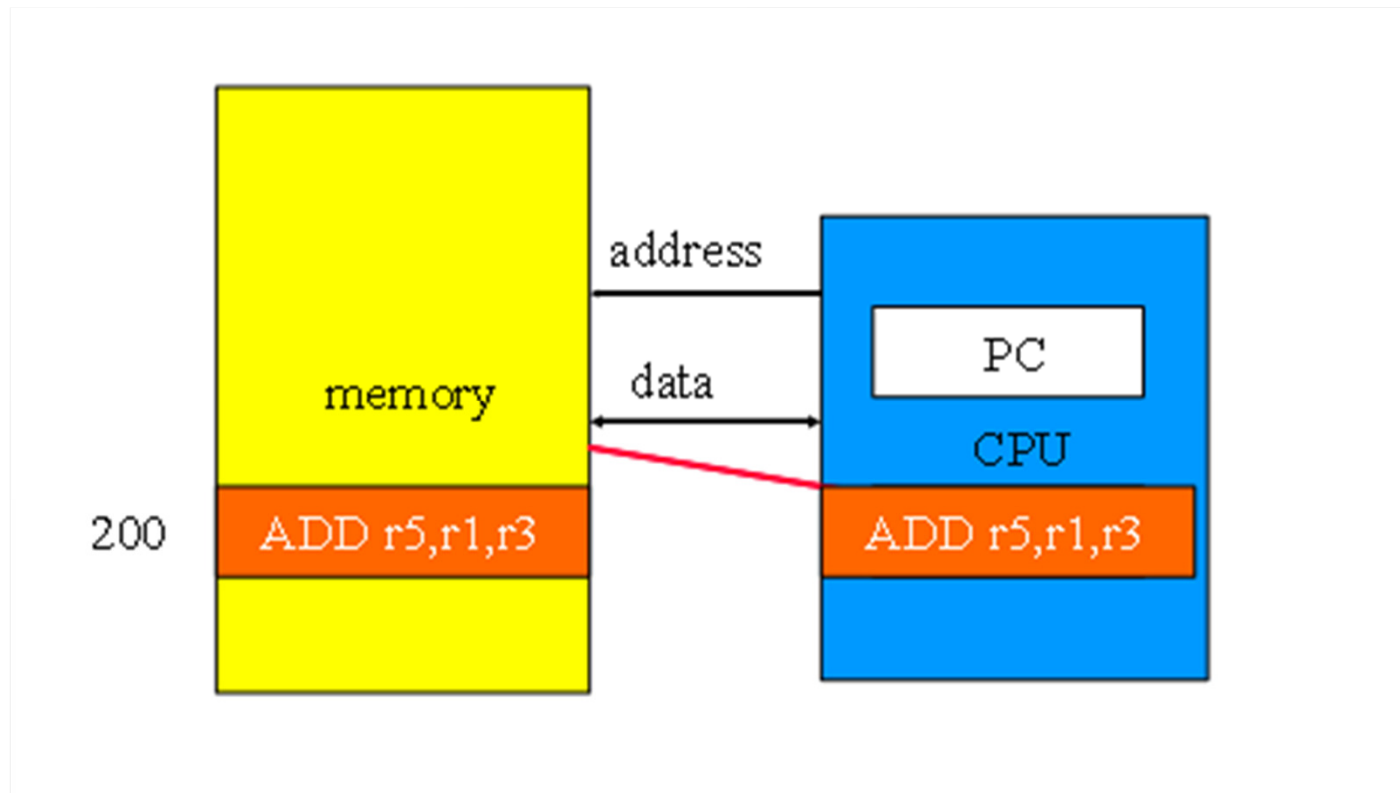 address
PC
data
memory
CPU
200
ADD r5,r1,r3
ADD r5,r1,r3